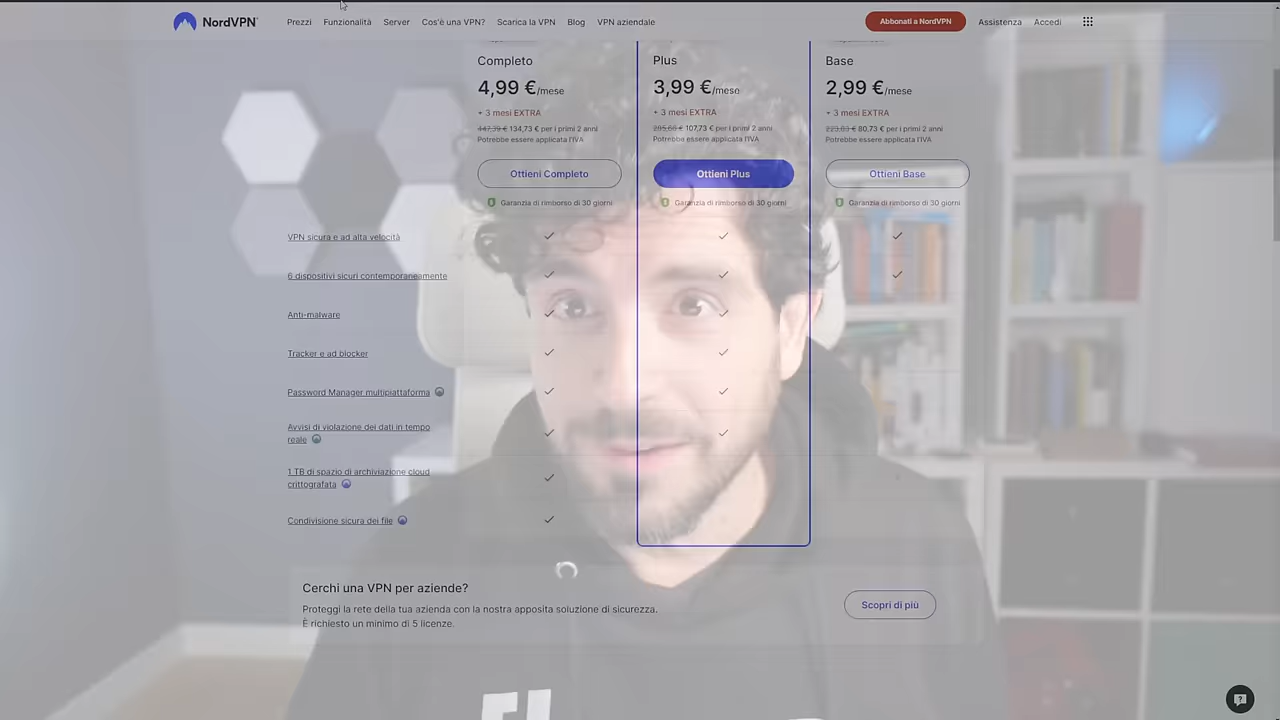 NordVPN®
Prezzi Funzionalità Server Cos'è una VPN? Scarica la VPN Blog VPN aziendale
Abbonati a NordVPN
Assistenza Accedi
Completo Plus Base
4,99 €/mese 3,99 €/mese 2,99 €/mese
+ 3 mesi EXTRA + 3 mesi EXTRA + 3 mesi EXTRA
447,39 € 134,73 € per i primi 2 anni 285,66 € 107,73 € per i primi 2 anni 223,83 € 80,73 € per i primi 2 anni
Potrebbe essere applicata l'IVA Potrebbe essere applicata l'IVA Potrebbe essere applicata l'IVA
Ottieni Completo Ottieni Plus Ottieni Base
Garanzia di rimborso di 30 giorni Garanzia di rimborso di 30 giorni Garanzia di rimborso di 30 giorni
VPN sicura e ad alta velocità
6 dispositivi sicuri contemporaneamente
Anti-malware
Tracker e ad blocker
Password Manager multipiattaforma
Avvisi di violazione dei dati in tempo
reale
1 TB di spazio di archiviazione cloud
crittografata
Condivisione sicura dei file
Cerchi una VPN per aziende?
Proteggi la rete della tua azienda con la nostra apposita soluzione di sicurezza.
È richiesto un minimo di 5 licenze.
Scopri di più